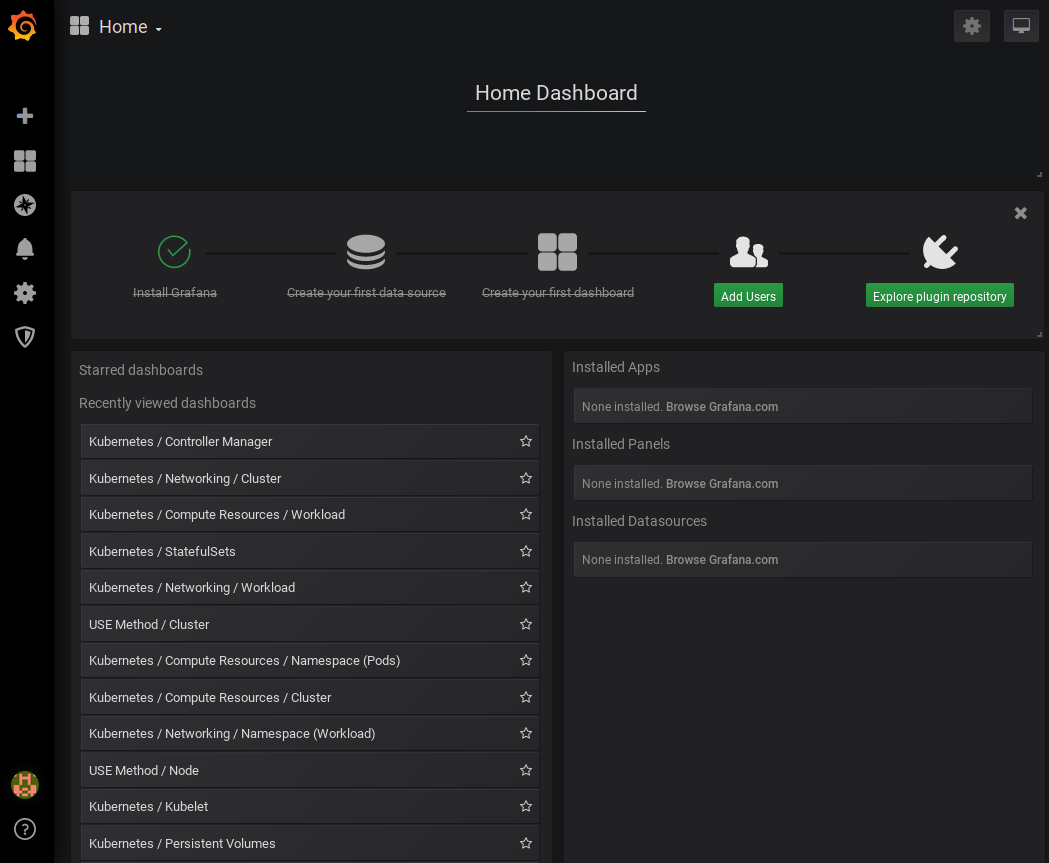 Home
Home Dashboard
Install Grafana
Create your first data source
Create your first dashboard
Add Users
Explore plugin repository
Starred dashboards
Recently viewed dashboards
Kubernetes / Controller Manager
Kubernetes / Networking / Cluster
Kubernetes / Compute Resources / Workload
Kubernetes / StatefulSets
Kubernetes / Networking / Workload
USE Method / Cluster
Kubernetes / Compute Resources / Namespace (Pods)
Kubernetes / Compute Resources / Cluster
Kubernetes / Networking / Namespace (Workload)
USE Method / Node
Kubernetes / Kubelet
Kubernetes / Persistent Volumes
Installed Apps
None installed. Browse Grafana.com
Installed Panels
None installed. Browse Grafana.com
Installed Datasources
None installed. Browse Grafana.com